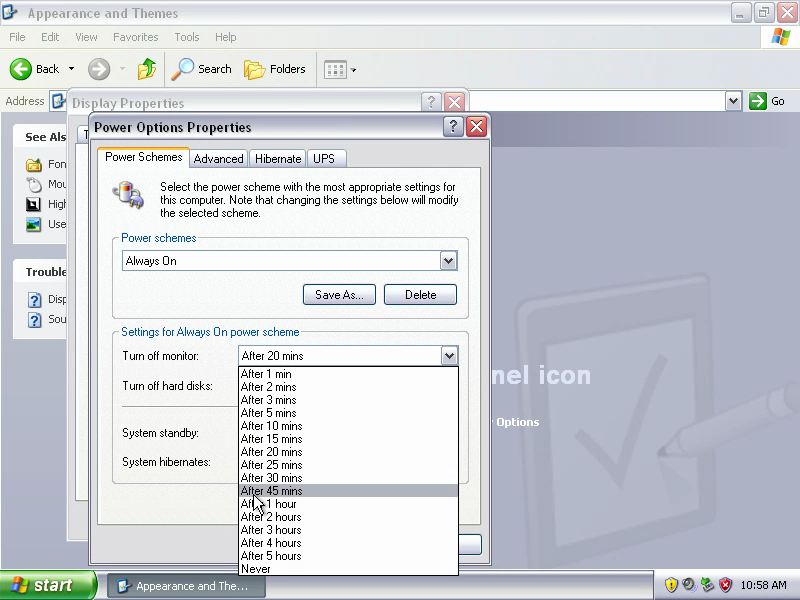 Appearance and Themes
File Edit View Favorites Tools Help
Back Search Folders
Address Go
Display Properties
Power Options Properties
See Als
Power Schemes Advanced Hibernate UPS
Fon
Mou
High
Use
Select the power scheme with the most appropriate settings for
this computer. Note that changing the settings below will modify
the selected scheme.
Power schemes
Always On
Save As... Delete
Trouble
Disp
Sou
Settings for Always On power scheme
Turn off monitor: After 20 mins
Turn off hard disks:
System standby:
System hibernates:
After 1 min
After 2 mins
After 3 mins
After 5 mins
After 10 mins
After 15 mins
After 20 mins
After 25 mins
After 30 mins
After 45 mins
After 1 hour
After 2 hours
After 3 hours
After 4 hours
After 5 hours
Never
nel icon
Options
start Appearance and The... 10:58 AM